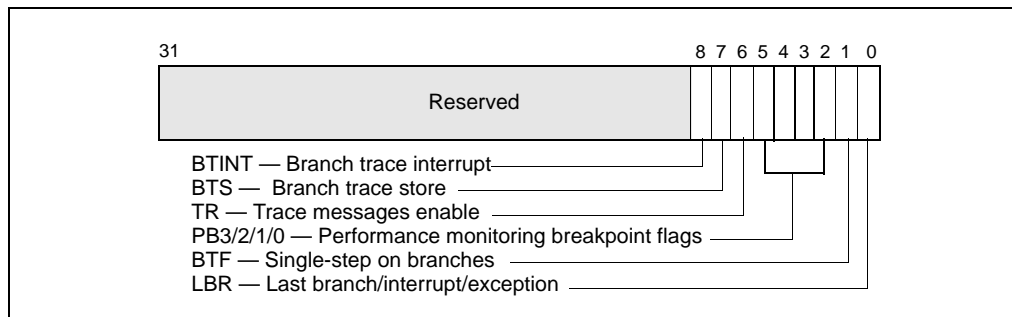 31 8 7 6 5 4 3 2 1 0
Reserved
BTINT — Branch trace interrupt
BTS — Branch trace store
TR — Trace messages enable
PB3/2/1/0 — Performance monitoring breakpoint flags
BTF — Single-step on branches
LBR — Last branch/interrupt/exception